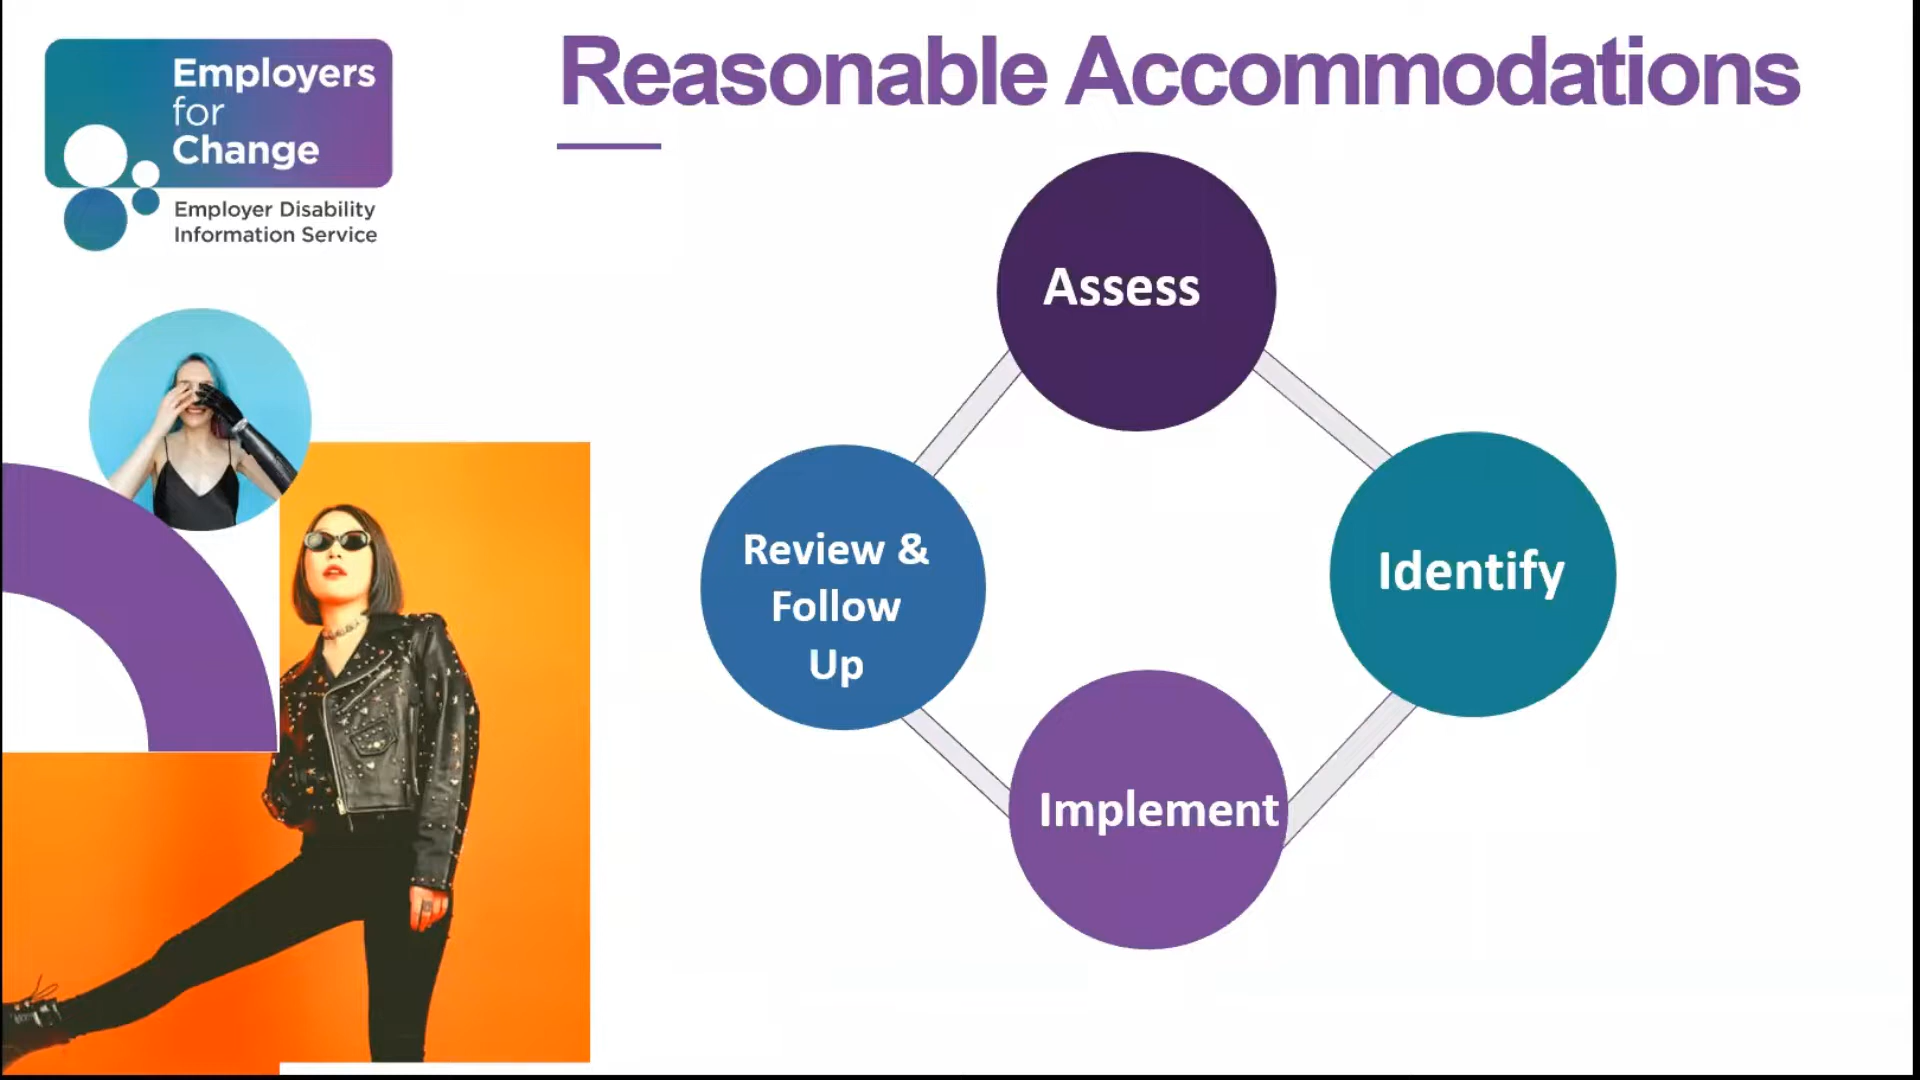 Employers
for
Change
Employer Disability
Information Service
Reasonable Accommodations
Assess
Identify
Implement
Review &
Follow
Up